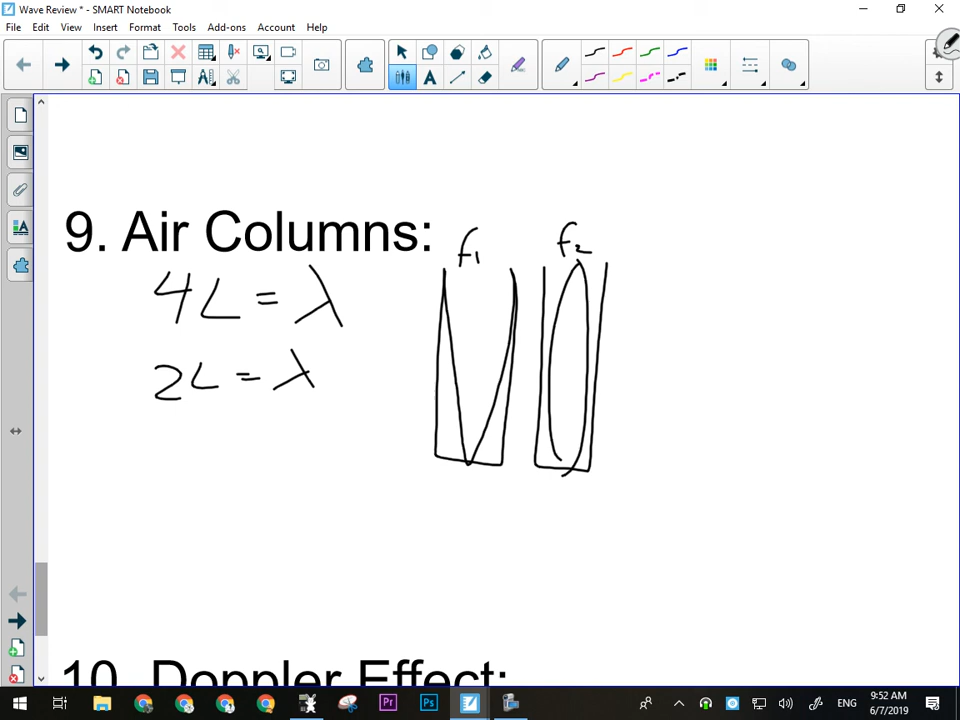 Wave Review * - SMART Notebook
File Edit View Insert Format Tools Add-ons Account Help
9. Air Columns:
f₁ f₂
4L = λ
2L = λ
10. Doppler Effect:
ENG
9:52 AM
6/7/2019